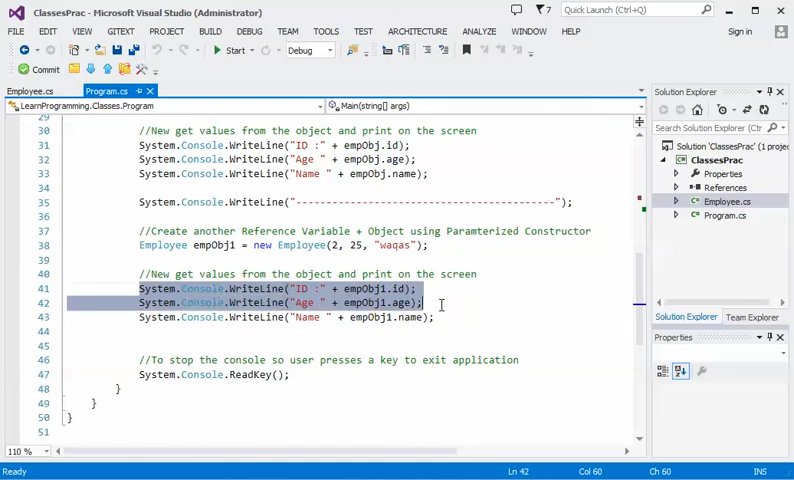 ClassesPrac - Microsoft Visual Studio (Administrator)
7
Quick Launch (Ctrl+Q)
FILE EDIT VIEW GITEXT PROJECT BUILD DEBUG TEAM TOOLS TEST ARCHITECTURE ANALYZE WINDOW HELP
Sign in
Start Debug
Commit
Employee.cs Program.cs
LearnProgramming.Classes.Program Main(string[] args)
29
30 //New get values from the object and print on the screen
31 System.Console.WriteLine("ID :" + empObj.id);
32 System.Console.WriteLine("Age " + empObj.age);
33 System.Console.WriteLine("Name " + empObj.name);
34
35 System.Console.WriteLine("-------------------------------------------");
36
37 //Create another Reference Variable + Object using Paramterized Constructor
38 Employee empObj1 = new Employee(2, 25, "waqas");
39
40 //New get values from the object and print on the screen
41 System.Console.WriteLine("ID :" + empObj1.id);
42 System.Console.WriteLine("Age " + empObj1.age);
43 System.Console.WriteLine("Name " + empObj1.name);
44
45
46 //To stop the console so user presses a key to exit application
47 System.Console.ReadKey();
48 }
49 }
50 }
51
110 %
Solution Explorer
Search Solution Explorer (Ctrl+;)
Solution 'ClassesPrac' (1 projec
ClassesPrac
Properties
References
Employee.cs
Program.cs
Solution Explorer Team Explorer
Properties
Ready Ln 42 Col 60 Ch 60 INS